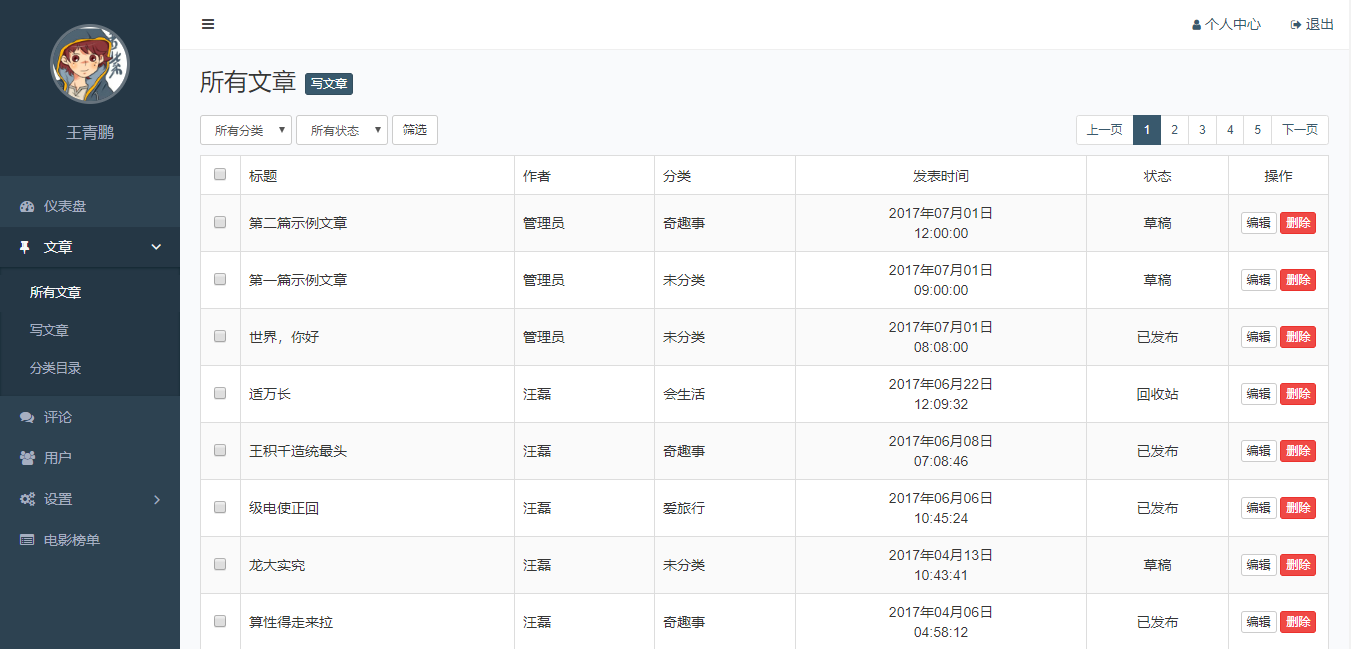 王青鹏
仪表盘
文章
所有文章
写文章
分类目录
评论
用户
设置
电影榜单
个人中心 退出
所有文章 写文章
所有分类 所有状态 筛选 上一页 1 2 3 4 5 下一页
标题 作者 分类 发表时间 状态 操作
第二篇示例文章 管理员 奇趣事 2017年07月01日 草稿 编辑 删除
12:00:00
第一篇示例文章 管理员 未分类 2017年07月01日 草稿 编辑 删除
09:00:00
世界，你好 管理员 未分类 2017年07月01日 已发布 编辑 删除
08:08:00
适万长 汪磊 会生活 2017年06月22日 回收站 编辑 删除
12:09:32
王积千造统最头 汪磊 奇趣事 2017年06月08日 已发布 编辑 删除
07:08:46
级电使正回 汪磊 爱旅行 2017年06月06日 已发布 编辑 删除
10:45:24
龙大实究 汪磊 未分类 2017年04月13日 草稿 编辑 删除
10:43:41
算性得走来拉 汪磊 奇趣事 2017年04月06日 已发布 编辑 删除
04:58:12